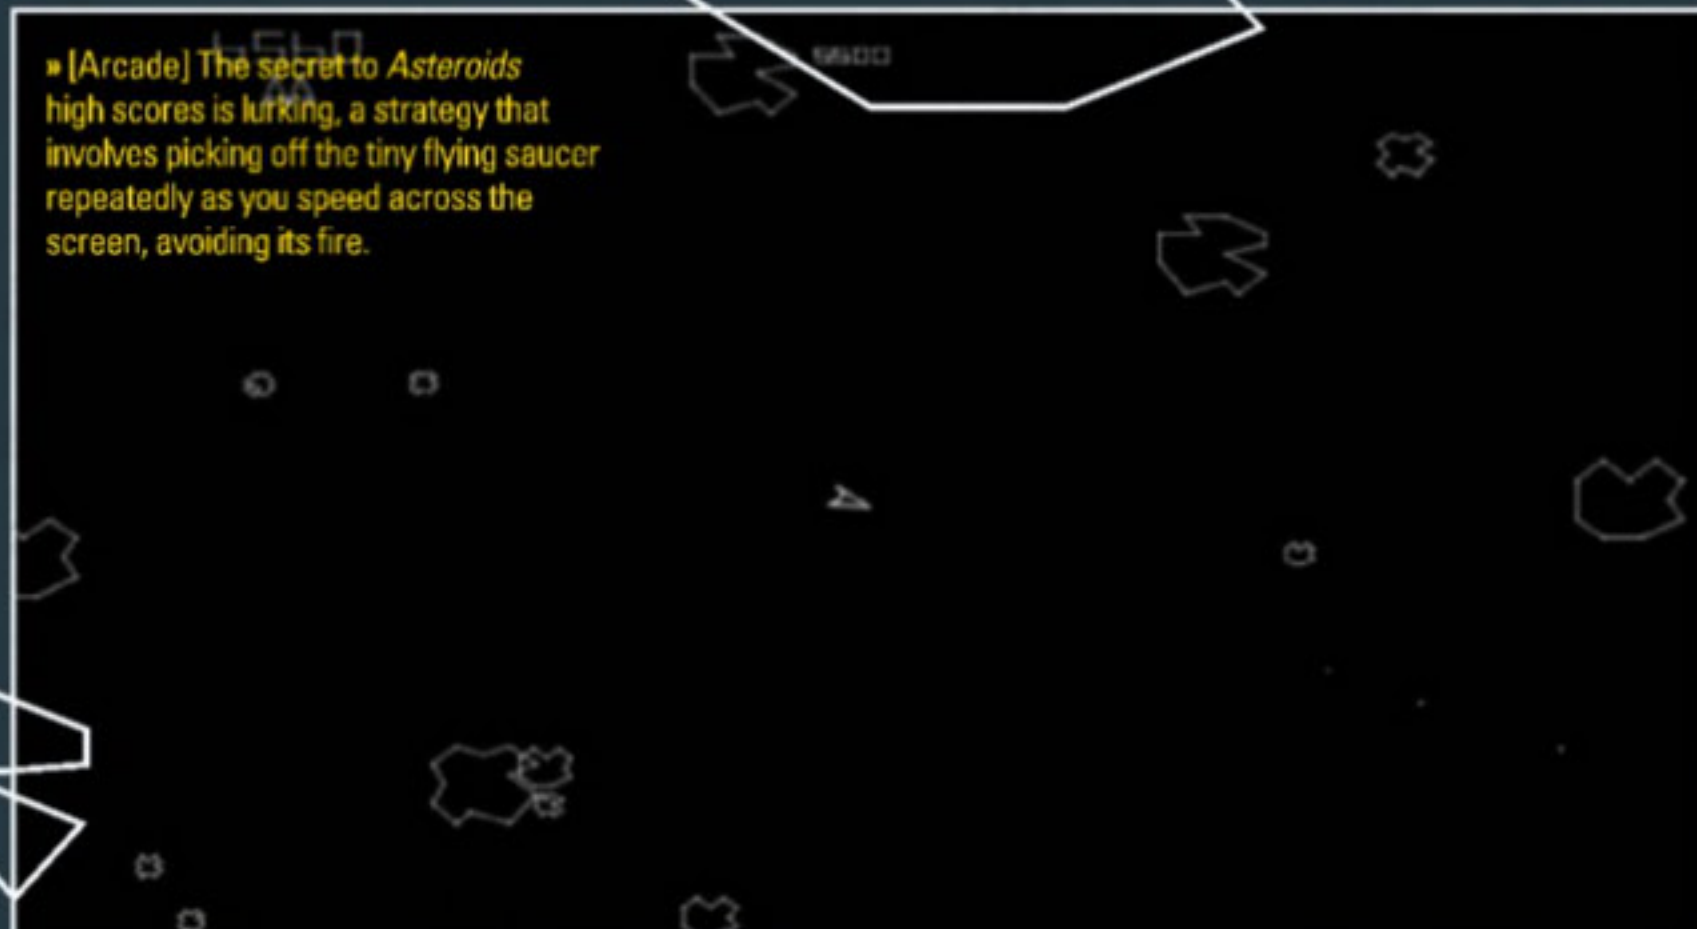 » [Arcade] The secret to Asteroids
high scores is lurking, a strategy that
involves picking off the tiny flying saucer
repeatedly as you speed across the
screen, avoiding its fire.